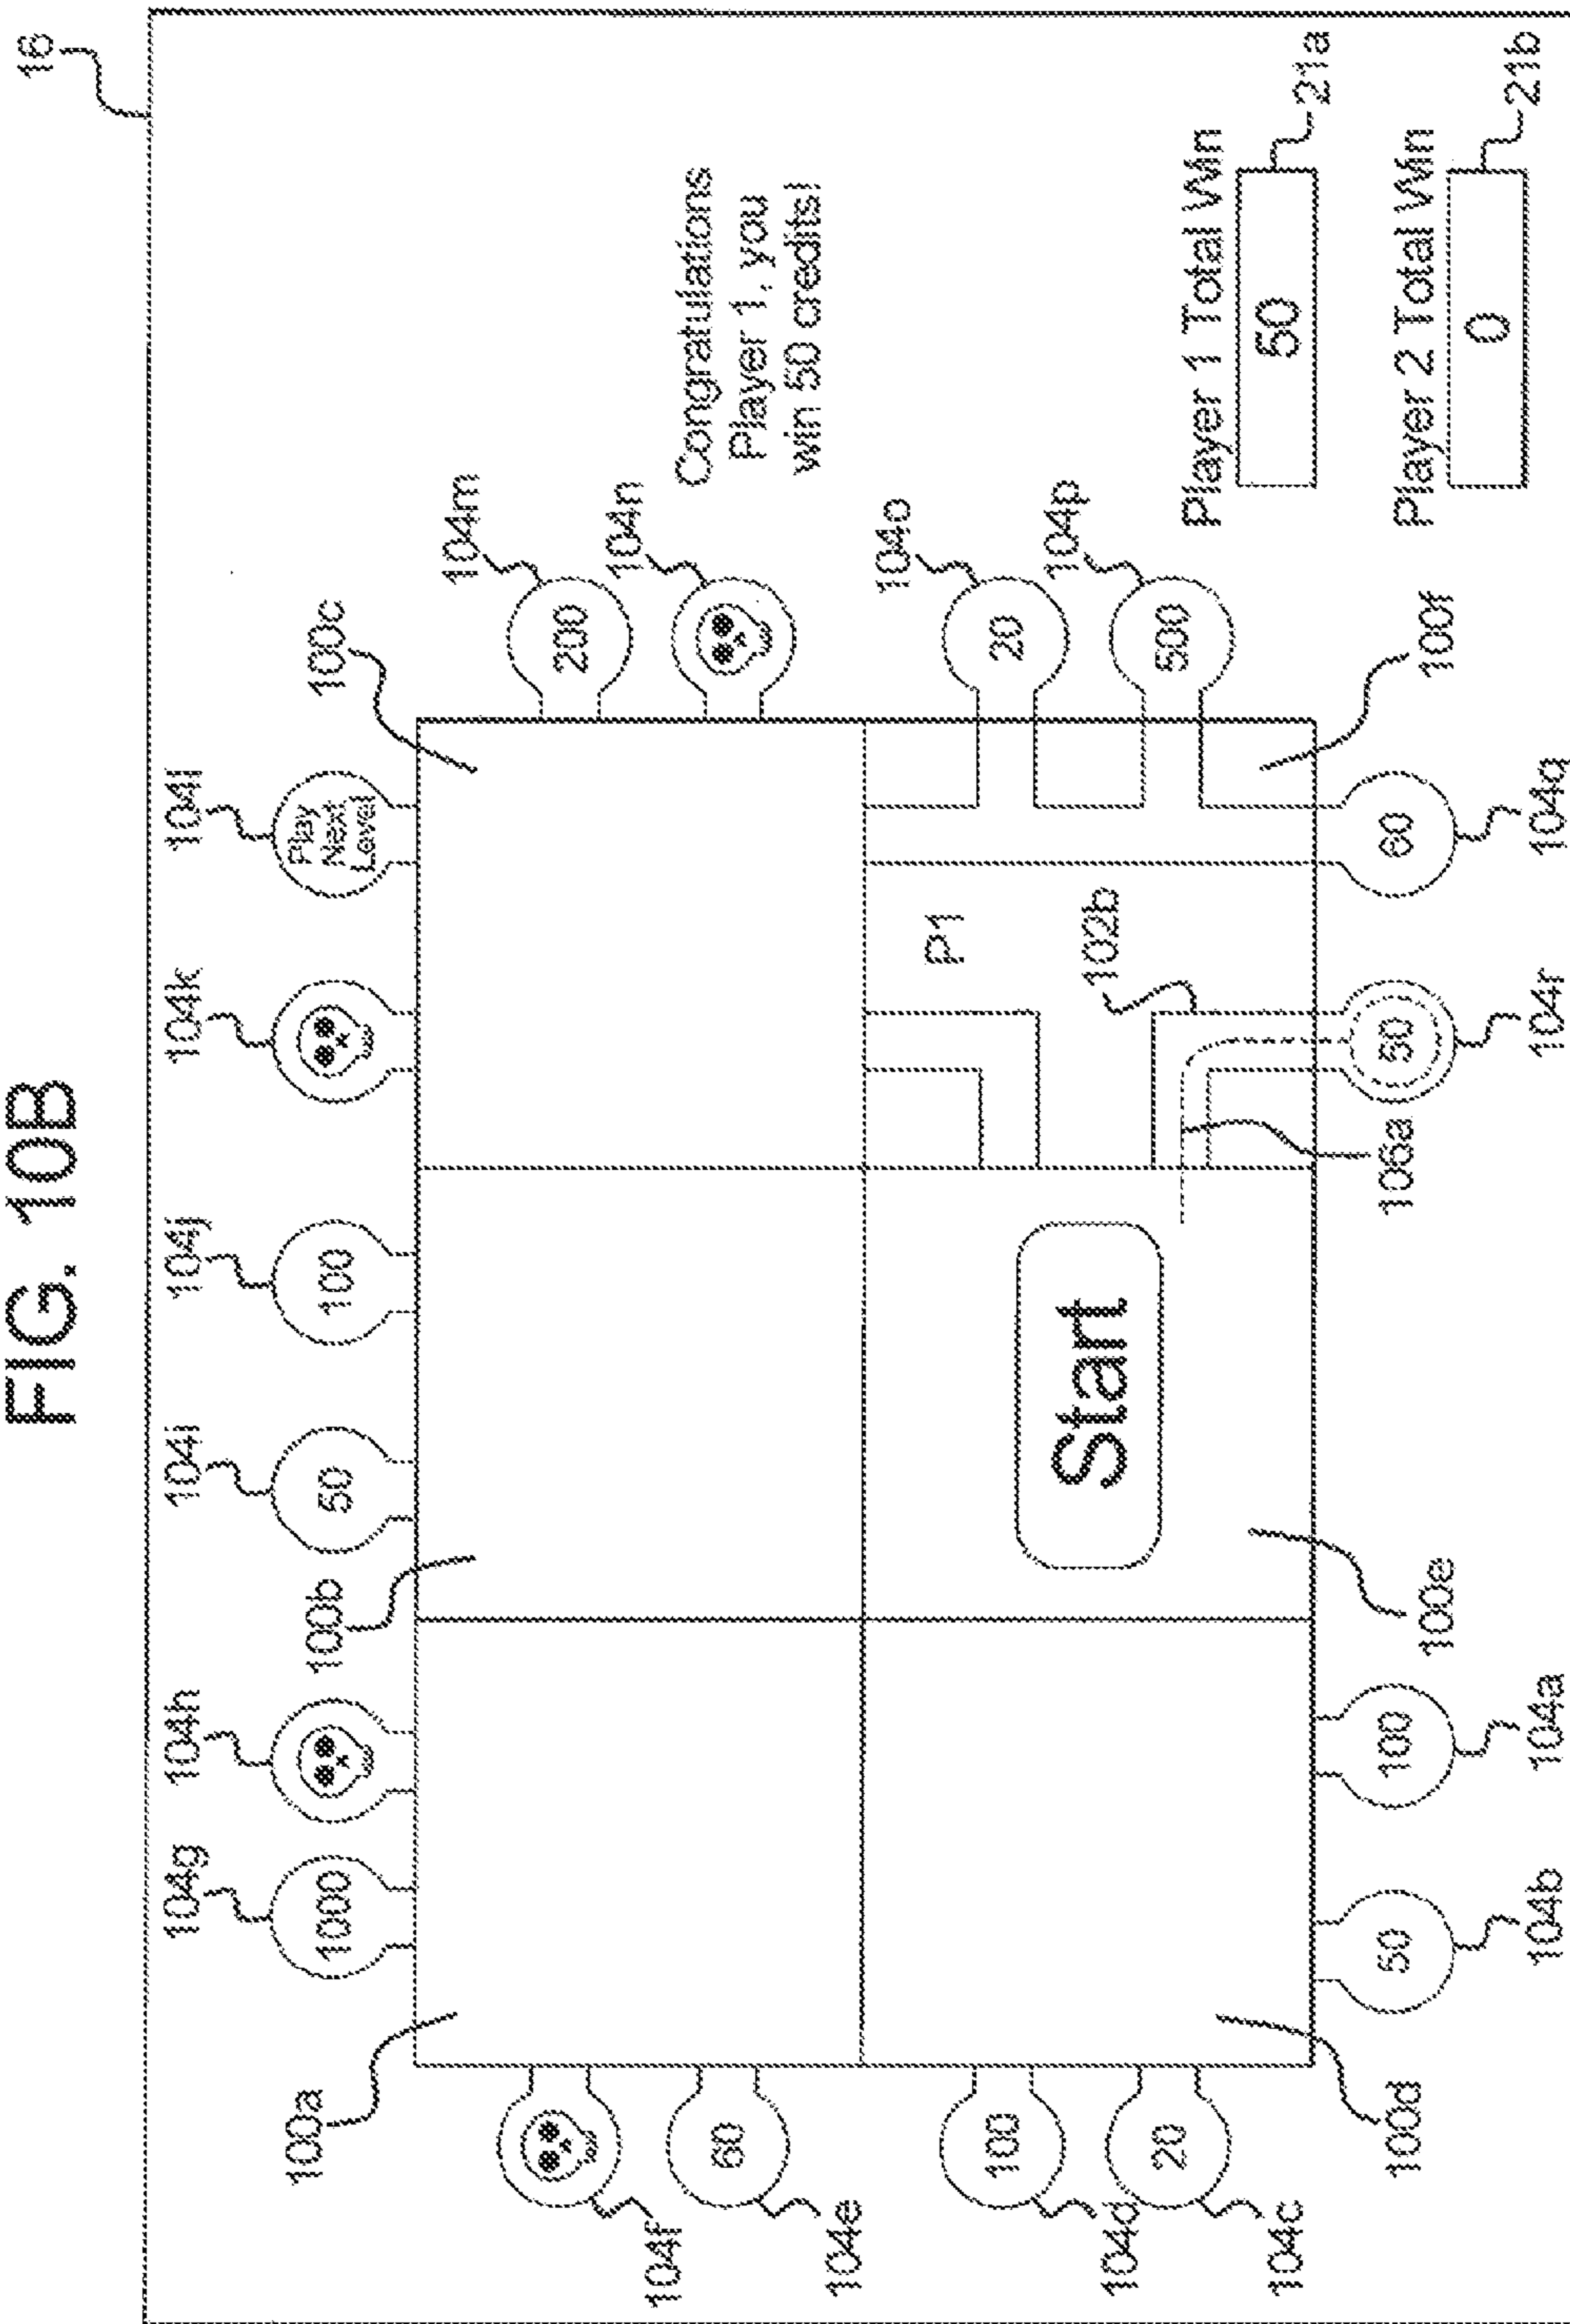 FIG. 10B
16
104g
104h
104i
104j
104k
104l
1000
50
100
Play
Next
Level
100a
100b
100c
104f
104m
200
104n
60
104e
Congratulations
Player 1, you
win 50 credits!
100
104d
Start
P1
20
104o
20
104c
102b
500
104p
Player 1 Total Win
50
21a
100d
50
104b
100
104a
100e
106a
50
104r
60
104q
100f
Player 2 Total Win
0
21b